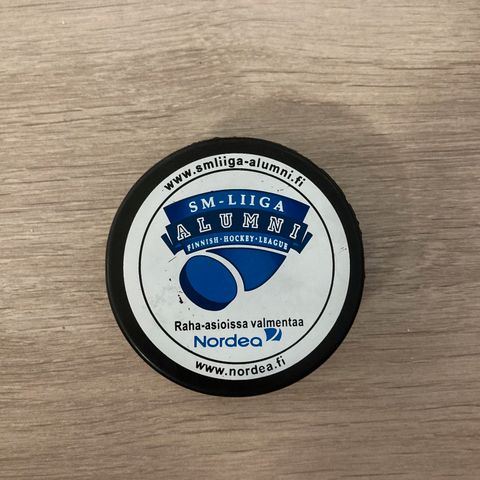 www.smliiga-alumni.fi
SM-LIIGA
ALUMNI
FINNISH·HOCKEY·LEAGUE
Raha-asioissa valmentaa
Nordea
www.nordea.fi